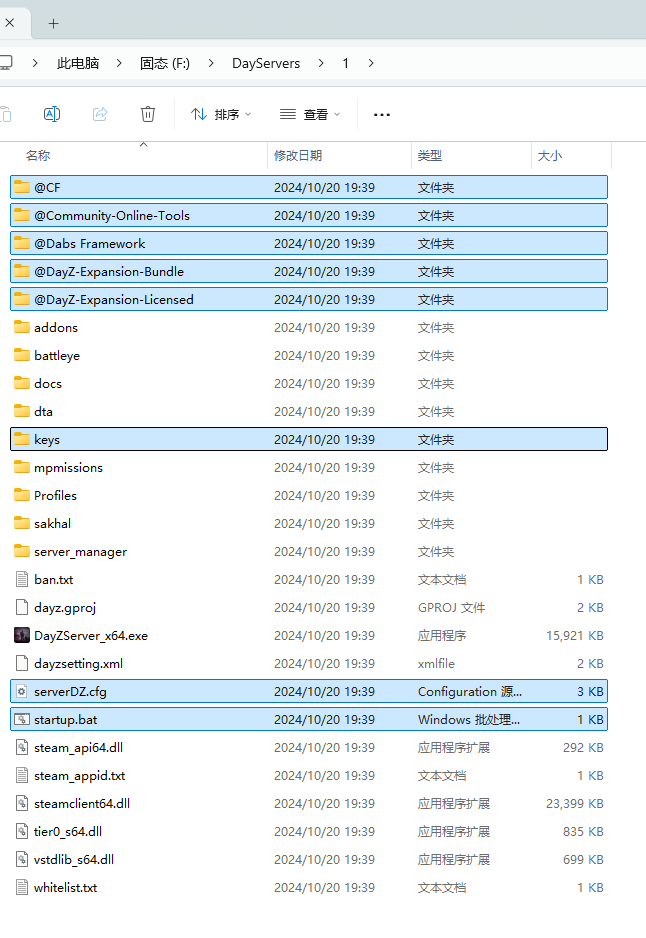 此电脑 固态 (F:) DayServers 1
排序 查看
名称 修改日期 类型 大小
@CF 2024/10/20 19:39 文件夹
@Community-Online-Tools 2024/10/20 19:39 文件夹
@Dabs Framework 2024/10/20 19:39 文件夹
@DayZ-Expansion-Bundle 2024/10/20 19:39 文件夹
@DayZ-Expansion-Licensed 2024/10/20 19:39 文件夹
addons 2024/10/20 19:39 文件夹
battleye 2024/10/20 19:39 文件夹
docs 2024/10/20 19:39 文件夹
dta 2024/10/20 19:39 文件夹
keys 2024/10/20 19:39 文件夹
mpmissions 2024/10/20 19:39 文件夹
Profiles 2024/10/20 19:39 文件夹
sakhal 2024/10/20 19:39 文件夹
server_manager 2024/10/20 19:39 文件夹
ban.txt 2024/10/20 19:39 文本文档 1 KB
dayz.gproj 2024/10/20 19:39 GPROJ 文件 2 KB
DayZServer_x64.exe 2024/10/20 19:39 应用程序 15,921 KB
dayzsetting.xml 2024/10/20 19:39 xmlfile 2 KB
serverDZ.cfg 2024/10/20 19:39 Configuration 源... 3 KB
startup.bat 2024/10/20 19:39 Windows 批处理... 1 KB
steam_api64.dll 2024/10/20 19:39 应用程序扩展 292 KB
steam_appid.txt 2024/10/20 19:39 文本文档 1 KB
steamclient64.dll 2024/10/20 19:39 应用程序扩展 23,399 KB
tier0_s64.dll 2024/10/20 19:39 应用程序扩展 835 KB
vstdlib_s64.dll 2024/10/20 19:39 应用程序扩展 699 KB
whitelist.txt 2024/10/20 19:39 文本文档 1 KB